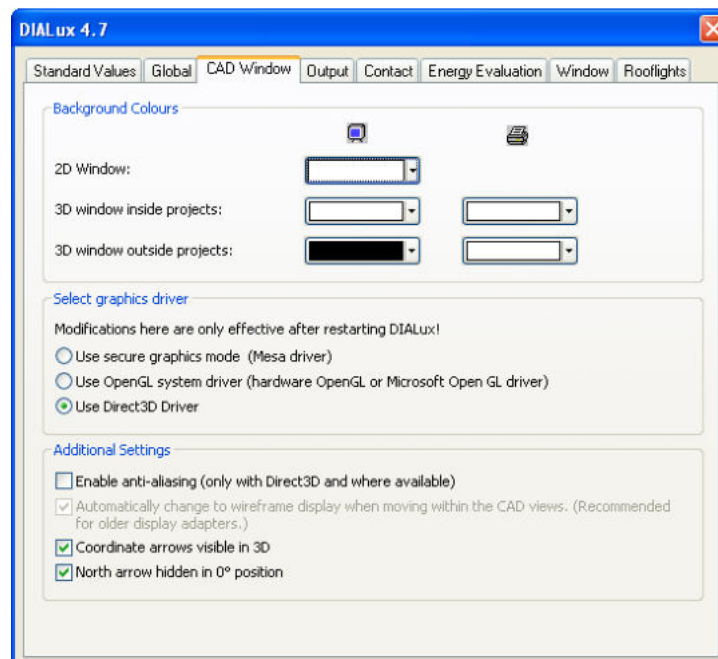 DIALux 4.7
Standard Values Global CAD Window Output Contact Energy Evaluation Window Rooflights
Background Colours
2D Window:
3D window inside projects:
3D window outside projects:
Select graphics driver
Modifications here are only effective after restarting DIALux!
Use secure graphics mode (Mesa driver)
Use OpenGL system driver (hardware OpenGL or Microsoft Open GL driver)
Use Direct3D Driver
Additional Settings
Enable anti-aliasing (only with Direct3D and where available)
Automatically change to wireframe display when moving within the CAD views. (Recommended
for older display adapters.)
Coordinate arrows visible in 3D
North arrow hidden in 0° position